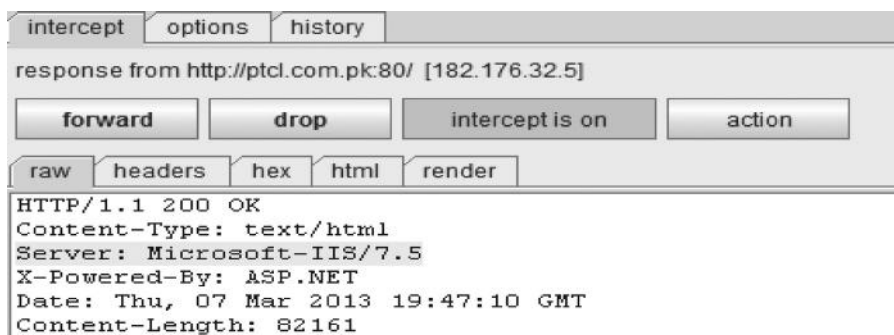 intercept options history
response from http://ptcl.com.pk:80/ [182.176.32.5]
forward drop intercept is on action
raw headers hex html render
HTTP/1.1 200 OK
Content-Type: text/html
Server: Microsoft-IIS/7.5
X-Powered-By: ASP.NET
Date: Thu, 07 Mar 2013 19:47:10 GMT
Content-Length: 82161